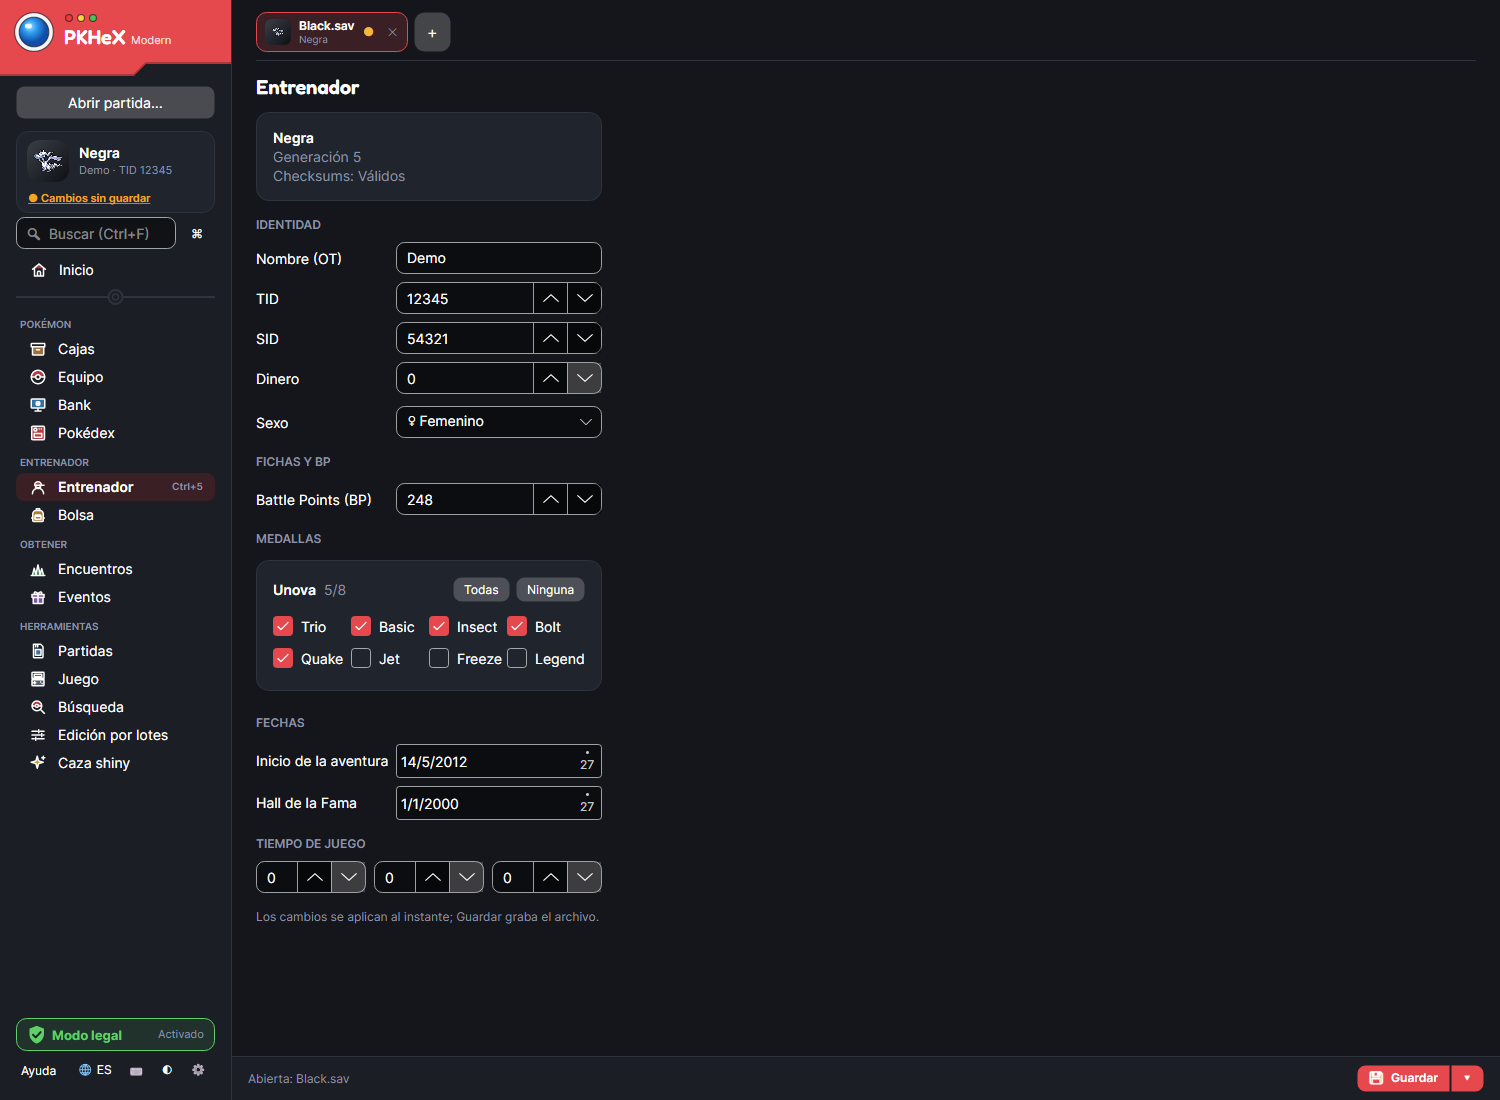 PKHeX Modern
Abrir partida...
Negra
Demo · TID 12345
Cambios sin guardar
Buscar (Ctrl+F)
⌘
Inicio
POKÉMON
Cajas
Equipo
Bank
Pokédex
ENTRENADOR
Entrenador Ctrl+5
Bolsa
OBTENER
Encuentros
Eventos
HERRAMIENTAS
Partidas
Juego
Búsqueda
Edición por lotes
Caza shiny
Modo legal Activado
Ayuda ES
Black.sav
Negra
+
Entrenador
Negra
Generación 5
Checksums: Válidos
IDENTIDAD
Nombre (OT) Demo
TID 12345
SID 54321
Dinero 0
Sexo ♀ Femenino
FICHAS Y BP
Battle Points (BP) 248
MEDALLAS
Unova 5/8 Todas Ninguna
Trio Basic Insect Bolt
Quake Jet Freeze Legend
FECHAS
Inicio de la aventura 14/5/2012 27
Hall de la Fama 1/1/2000 27
TIEMPO DE JUEGO
0 0 0
Los cambios se aplican al instante; Guardar graba el archivo.
Abierta: Black.sav
Guardar